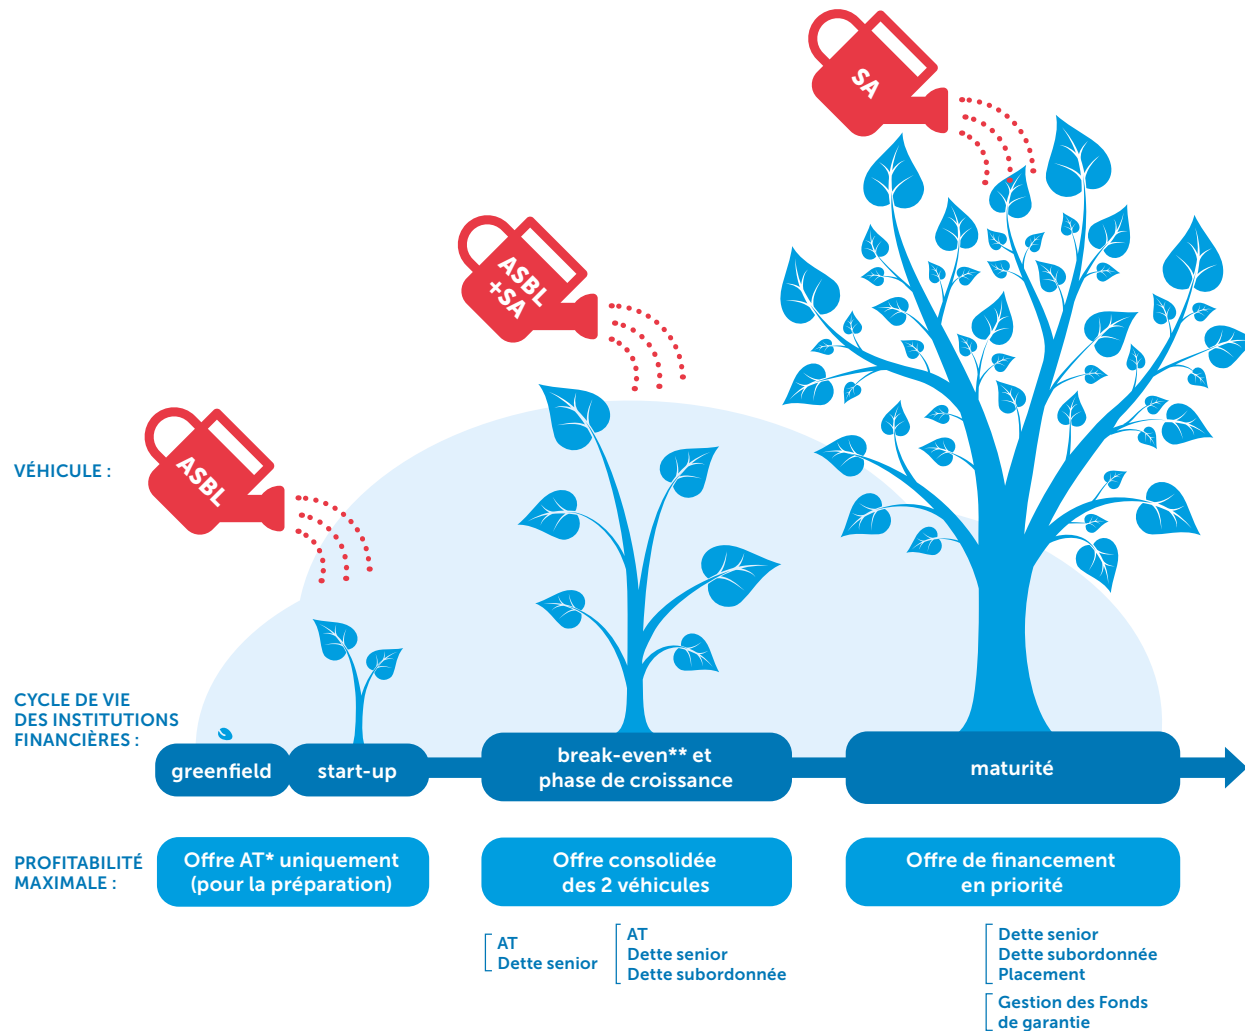 SA
ASBL
+SA
ASBL
VÉHICULE :
CYCLE DE VIE
DES INSTITUTIONS
FINANCIÈRES :
greenfield
start-up
break-even** et
phase de croissance
maturité
PROFITABILITÉ
MAXIMALE :
Offre AT* uniquement
(pour la préparation)
Offre consolidée
des 2 véhicules
Offre de financement
en priorité
AT
Dette senior
AT
Dette senior
Dette subordonnée
Dette senior
Dette subordonnée
Placement
Gestion des Fonds
de garantie